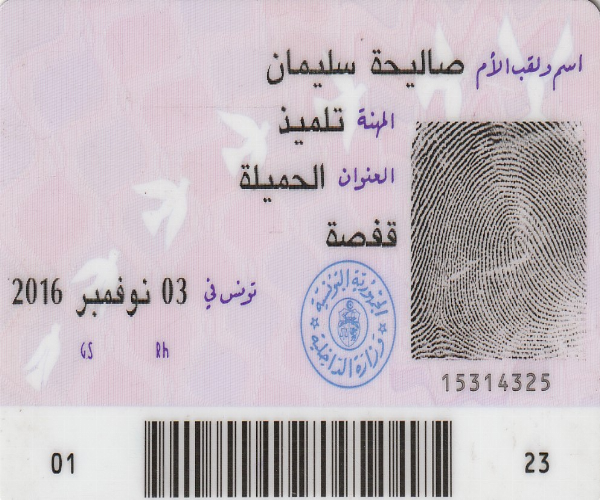 اسم ولقب الأم صاليحة سليمان
المهنة تلميذ
العنوان الحميلة
قفصة
تونس في 03 نوفمبر 2016
GS Rh
الجمهورية التونسية
وزارة الداخلية
15314325
01 23